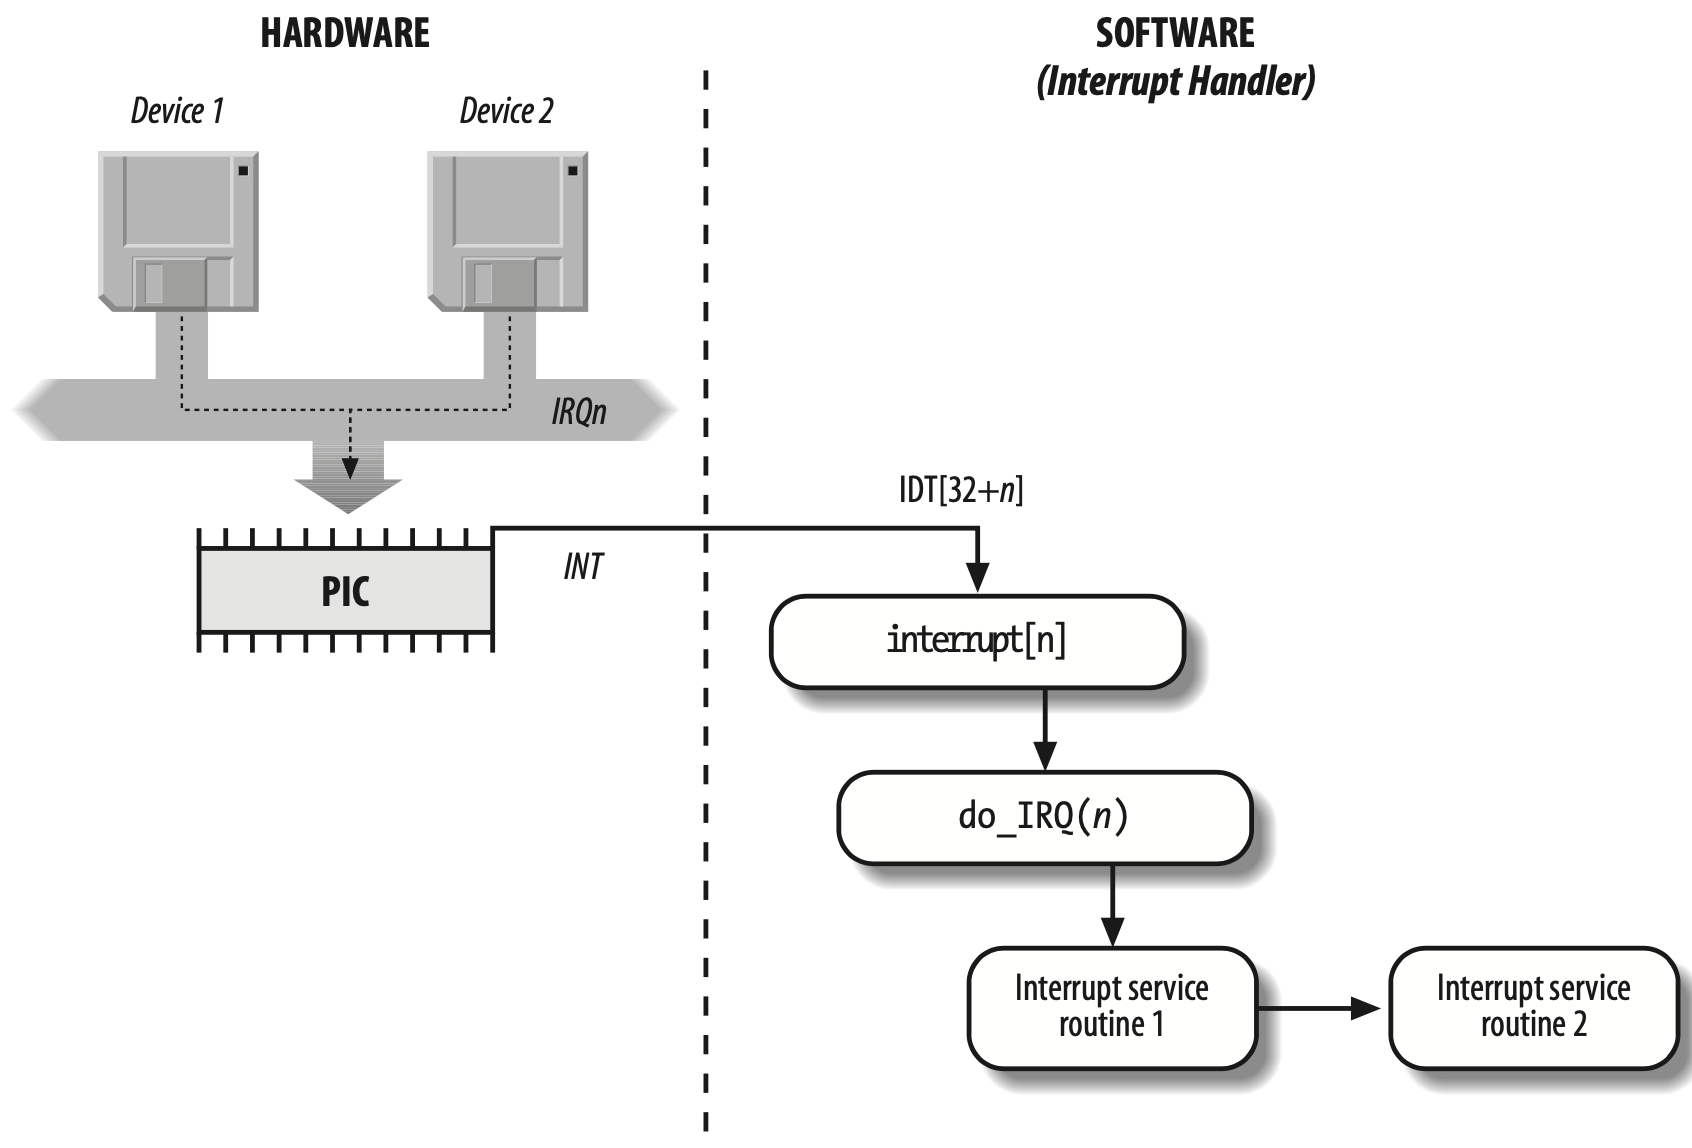 HARDWARE
SOFTWARE
(Interrupt Handler)
Device 1
Device 2
IRQn
IDT[32+n]
INT
PIC
interrupt[n]
do_IRQ(n)
Interrupt service
routine 1
Interrupt service
routine 2